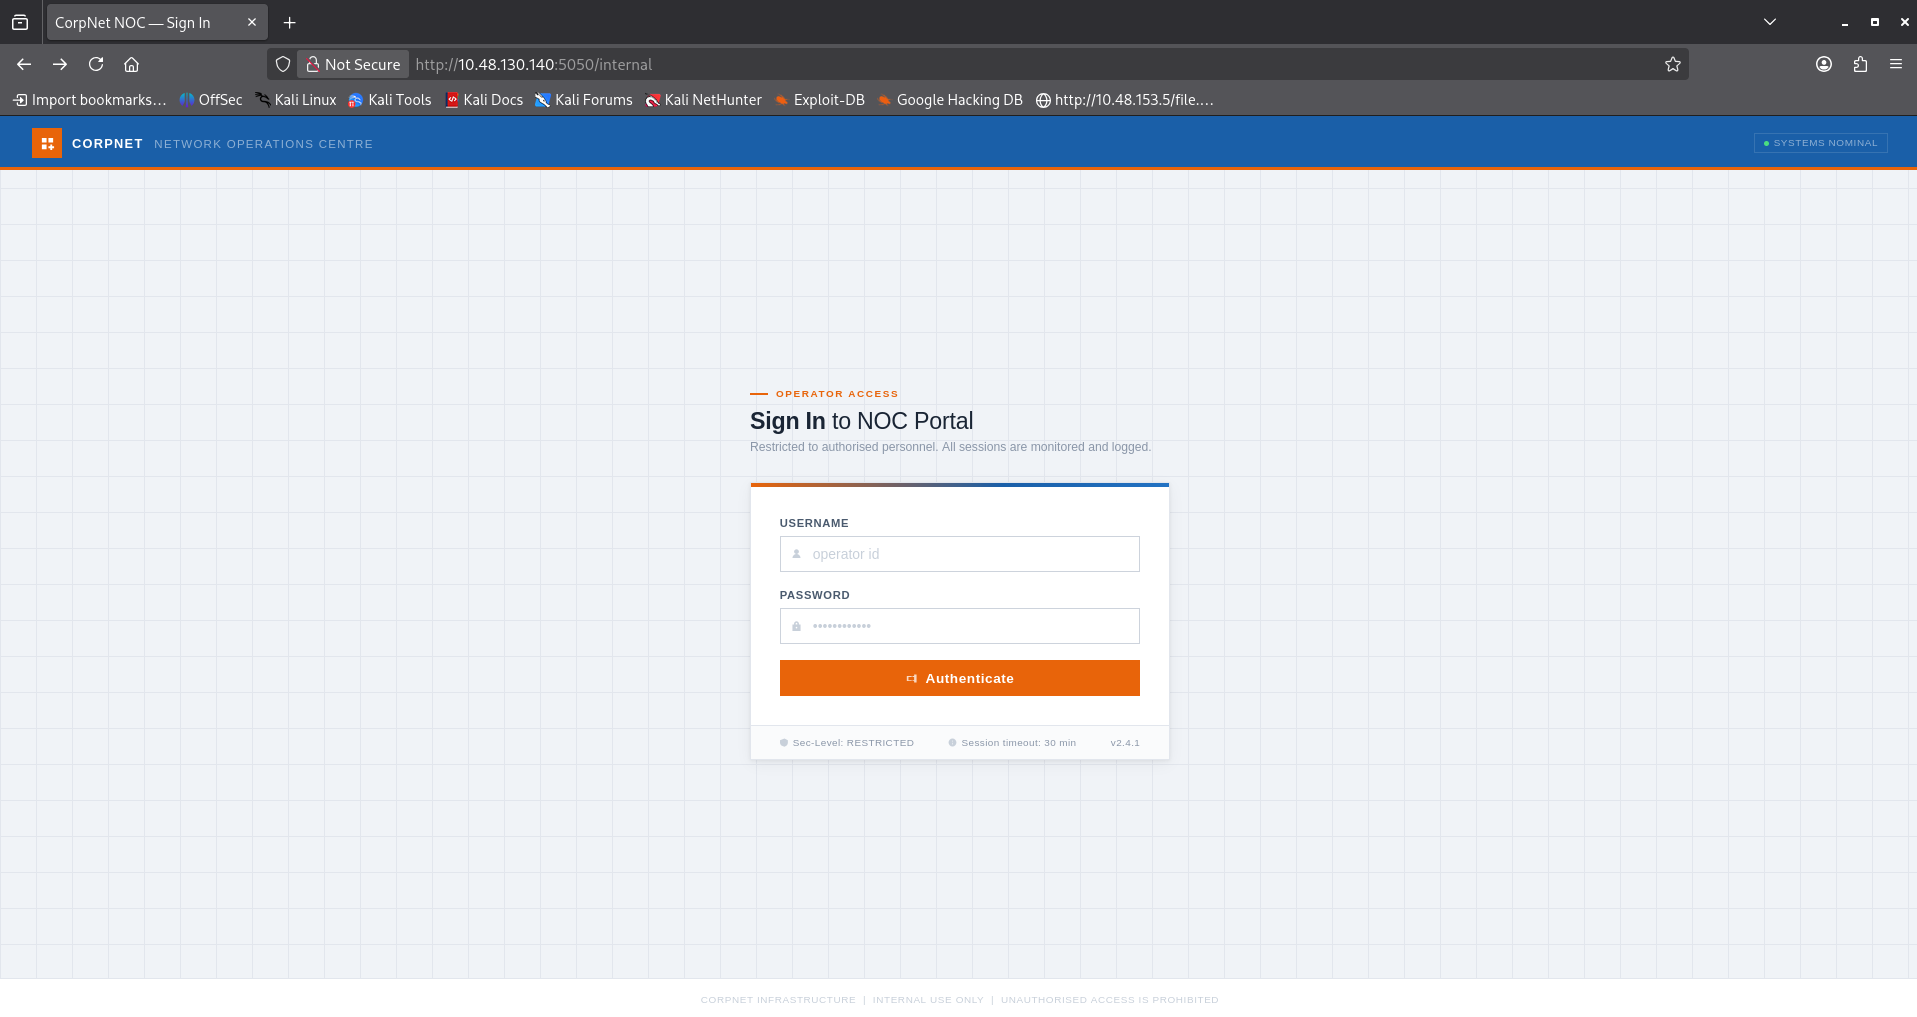 CorpNet NOC — Sign In
Not Secure http://10.48.130.140:5050/internal
Import bookmarks… OffSec Kali Linux Kali Tools Kali Docs Kali Forums Kali NetHunter Exploit-DB Google Hacking DB http://10.48.153.5/file.…
CORPNET NETWORK OPERATIONS CENTRE SYSTEMS NOMINAL
OPERATOR ACCESS
Sign In to NOC Portal
Restricted to authorised personnel. All sessions are monitored and logged.
USERNAME
operator id
PASSWORD
••••••••••••
Authenticate
Sec-Level: RESTRICTED Session timeout: 30 min v2.4.1
CORPNET INFRASTRUCTURE | INTERNAL USE ONLY | UNAUTHORISED ACCESS IS PROHIBITED